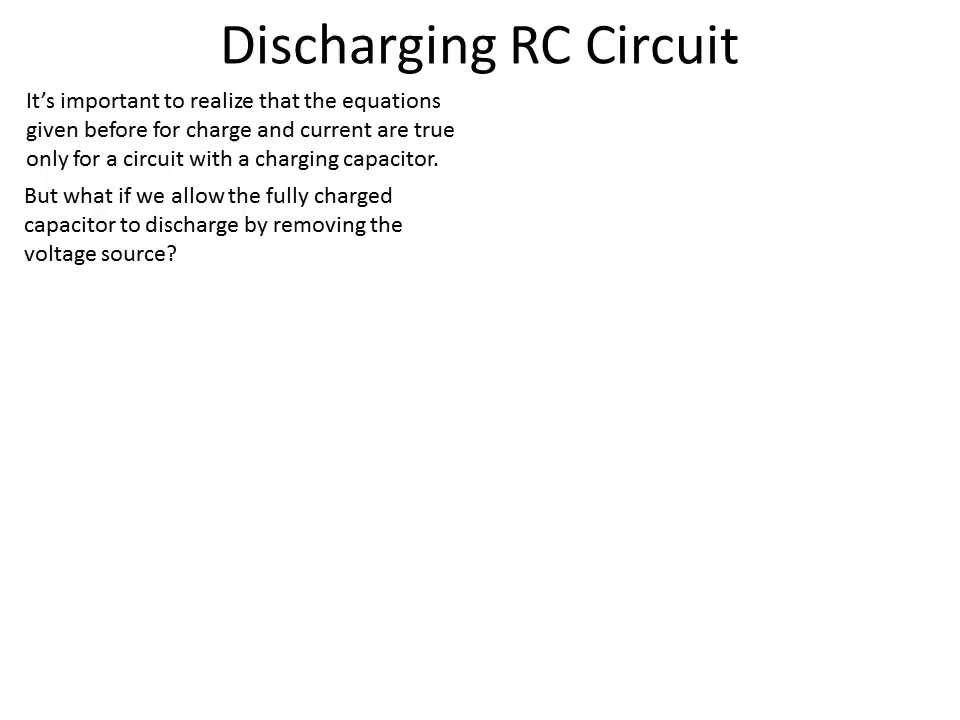 Discharging RC Circuit
It’s important to realize that the equations
given before for charge and current are true
only for a circuit with a charging capacitor.
But what if we allow the fully charged
capacitor to discharge by removing the
voltage source?